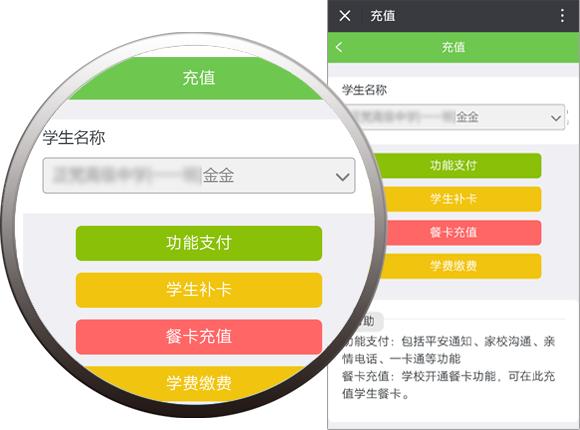 充值
学生名称
金金
功能支付
学生补卡
餐卡充值
学费缴费
充值
充值
学生名称
金金
功能支付
学生补卡
餐卡充值
学费缴费
助
功能支付：包括平安通知、家校沟通、亲
情电话、一卡通等功能
餐卡充值：学校开通餐卡功能，可在此充
值学生餐卡。